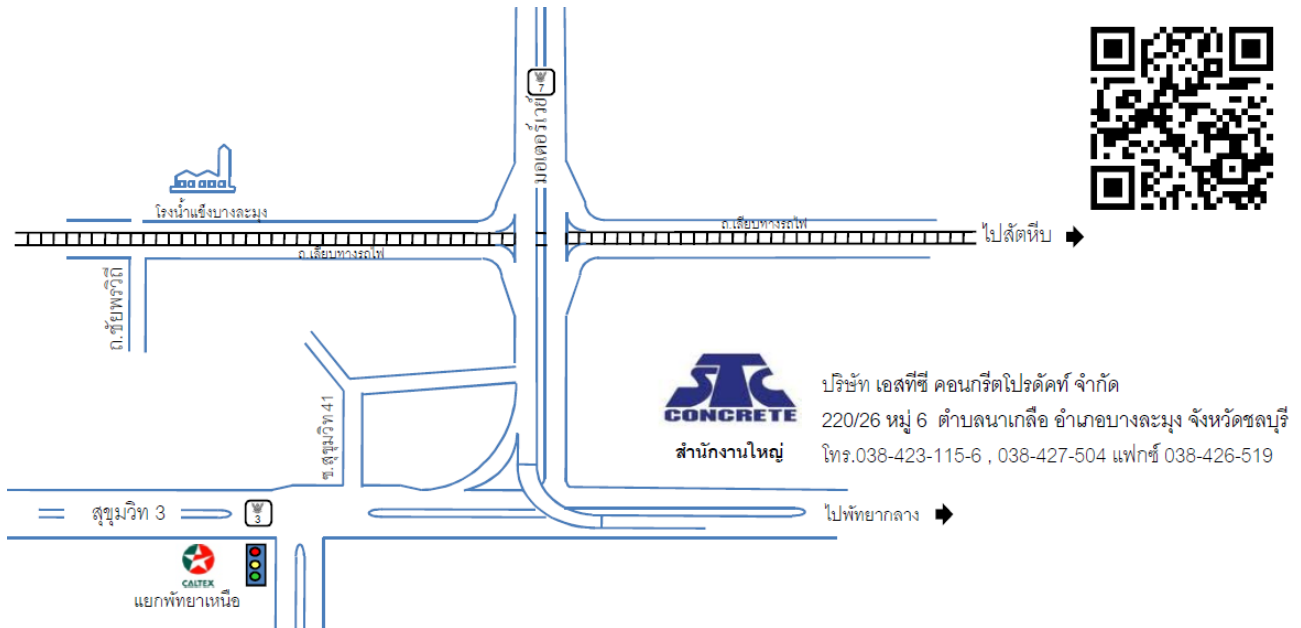 7
มอเตอร์เวย์
โรงน้ำแข็งบางละมุง
ถ.เลียบทางรถไฟ
ไปสัตหีบ
ถ.เลียบทางรถไฟ
ถ.ชัยพรวิถี
STC
CONCRETE
สำนักงานใหญ่
ปริษัท เอสทีซี คอนกรีตโปรดัคท์ จำกัด
220/26 หมู่ 6 ตำบลนาเกลือ อำเภอบางละมุง จังหวัดชลบุรี
โทร.038-423-115-6 , 038-427-504 แฟกซ์ 038-426-519
ซ.สุขุมวิท 41
สุขุมวิท 3
3
ไปพัทยากลาง
CALTEX
แยกพัทยาเหนือ